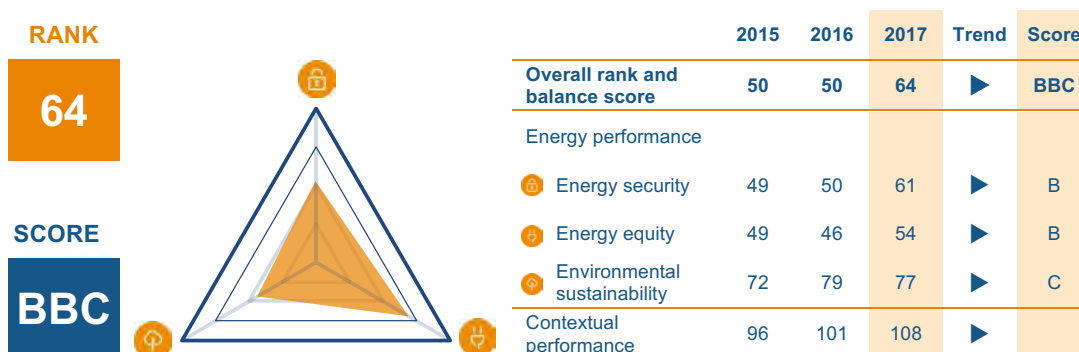 RANK
64
SCORE
BBC
2015 2016 2017 Trend Score
Overall rank and
balance score 50 50 64 BBC
Energy performance
Energy security 49 50 61 B
Energy equity 49 46 54 B
Environmental
sustainability 72 79 77 C
Contextual
performance 96 101 108